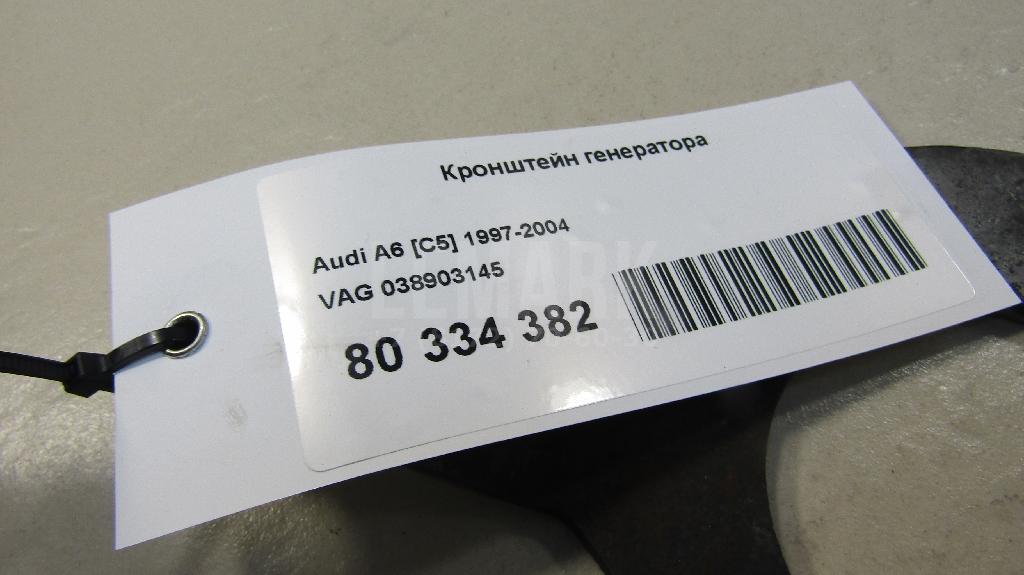 Кронштейн генератора
Audi A6 [C5] 1997-2004
VAG 038903145
80 334 382